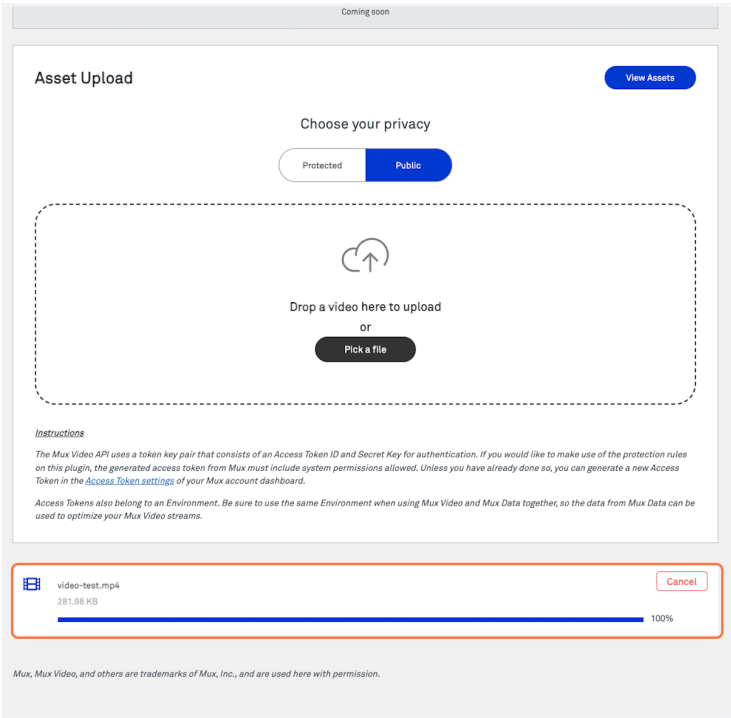 Coming soon
Asset Upload
View Assets
Choose your privacy
Protected
Public
Drop a video here to upload
or
Pick a file
Instructions
The Mux Video API uses a token key pair that consists of an Access Token ID and Secret Key for authentication. If you would like to make use of the protection rules
on this plugin, the generated access token from Mux must include system permissions allowed. Unless you have already done so, you can generate a new Access
Token in the Access Token settings of your Mux account dashboard.
Access Tokens also belong to an Environment. Be sure to use the same Environment when using Mux Video and Mux Data together, so the data from Mux Data can be
used to optimize your Mux Video streams.
video-test.mp4
Cancel
281.98 KB
100%
Mux, Mux Video, and others are trademarks of Mux, Inc., and are used here with permission.